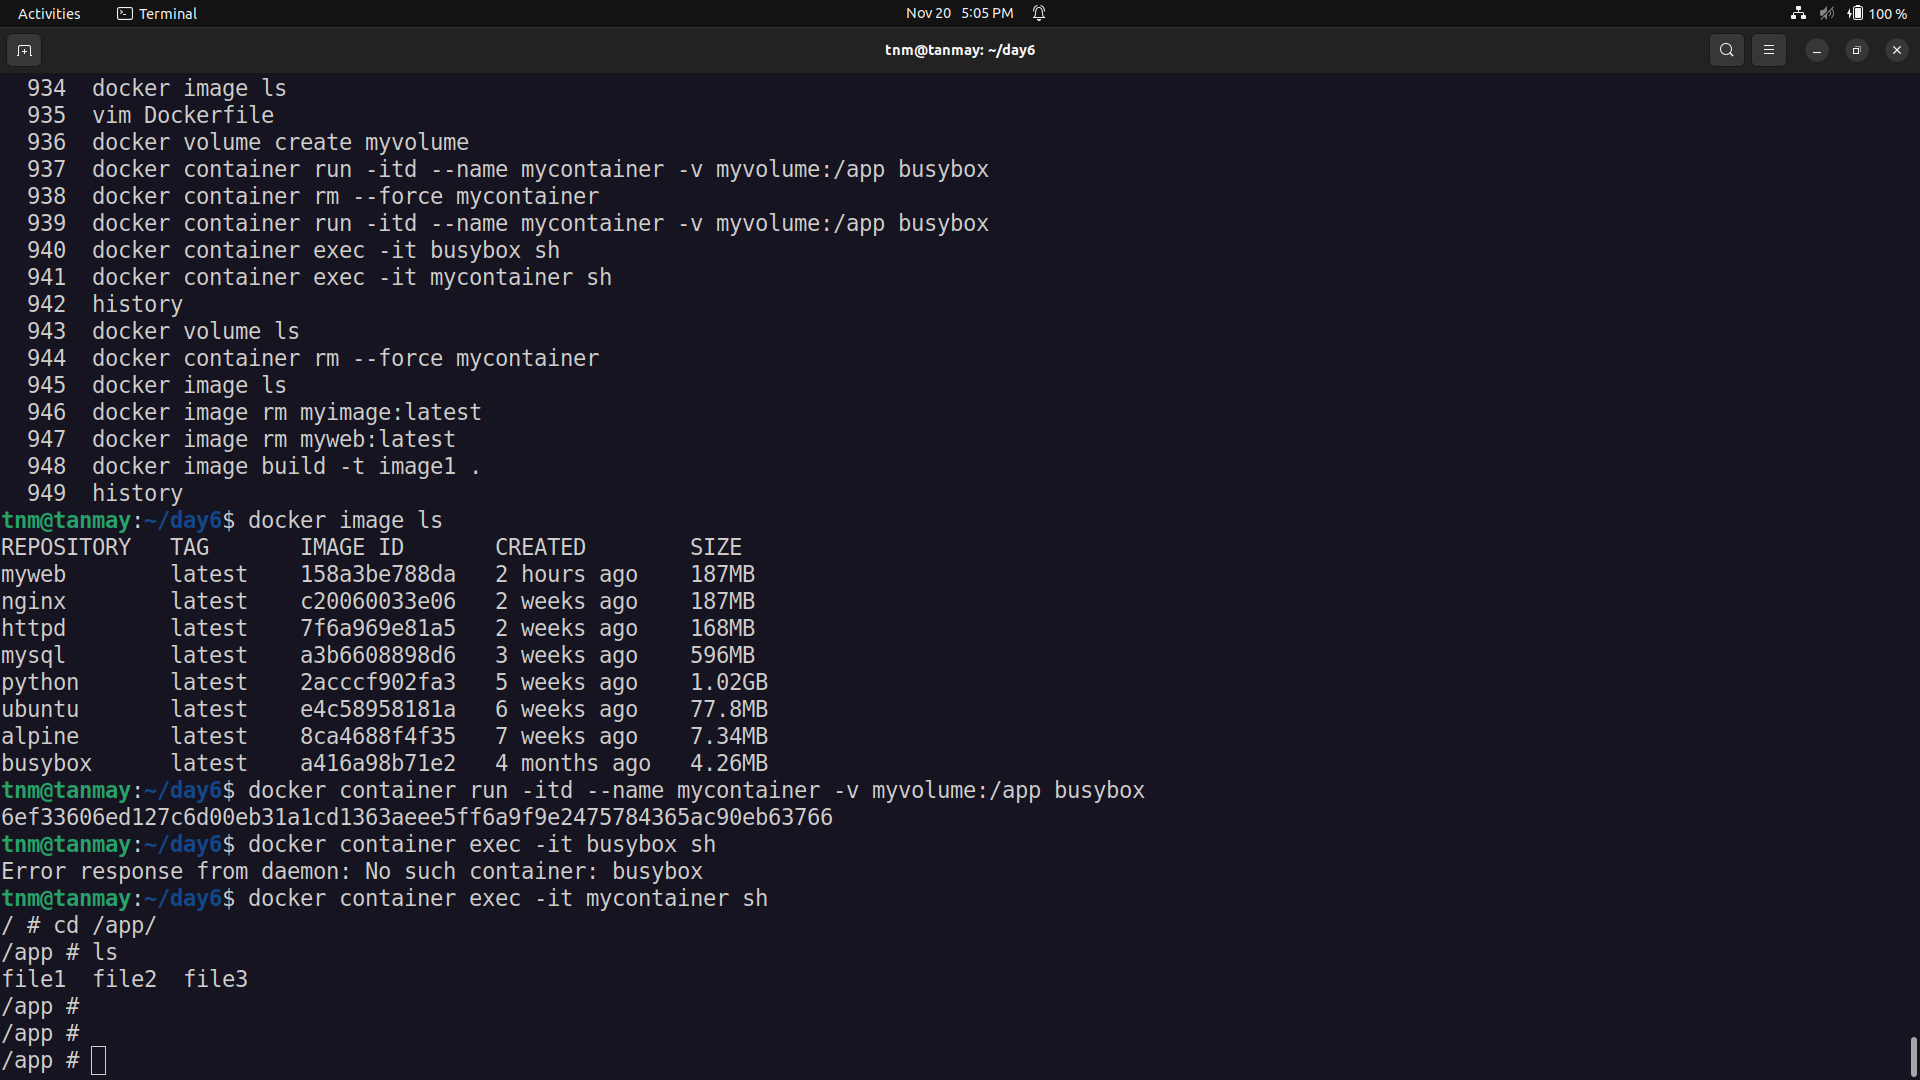 Activities Terminal Nov 20 5:05 PM 100 %
tnm@tanmay: ~/day6
934 docker image ls
935 vim Dockerfile
936 docker volume create myvolume
937 docker container run -itd --name mycontainer -v myvolume:/app busybox
938 docker container rm --force mycontainer
939 docker container run -itd --name mycontainer -v myvolume:/app busybox
940 docker container exec -it busybox sh
941 docker container exec -it mycontainer sh
942 history
943 docker volume ls
944 docker container rm --force mycontainer
945 docker image ls
946 docker image rm myimage:latest
947 docker image rm myweb:latest
948 docker image build -t image1 .
949 history
tnm@tanmay:~/day6$ docker image ls
REPOSITORY TAG IMAGE ID CREATED SIZE
myweb latest 158a3be788da 2 hours ago 187MB
nginx latest c20060033e06 2 weeks ago 187MB
httpd latest 7f6a969e81a5 2 weeks ago 168MB
mysql latest a3b6608898d6 3 weeks ago 596MB
python latest 2acccf902fa3 5 weeks ago 1.02GB
ubuntu latest e4c58958181a 6 weeks ago 77.8MB
alpine latest 8ca4688f4f35 7 weeks ago 7.34MB
busybox latest a416a98b71e2 4 months ago 4.26MB
tnm@tanmay:~/day6$ docker container run -itd --name mycontainer -v myvolume:/app busybox
6ef33606ed127c6d00eb31a1cd1363aeee5ff6a9f9e2475784365ac90eb63766
tnm@tanmay:~/day6$ docker container exec -it busybox sh
Error response from daemon: No such container: busybox
tnm@tanmay:~/day6$ docker container exec -it mycontainer sh
/ # cd /app/
/app # ls
file1 file2 file3
/app #
/app #
/app #